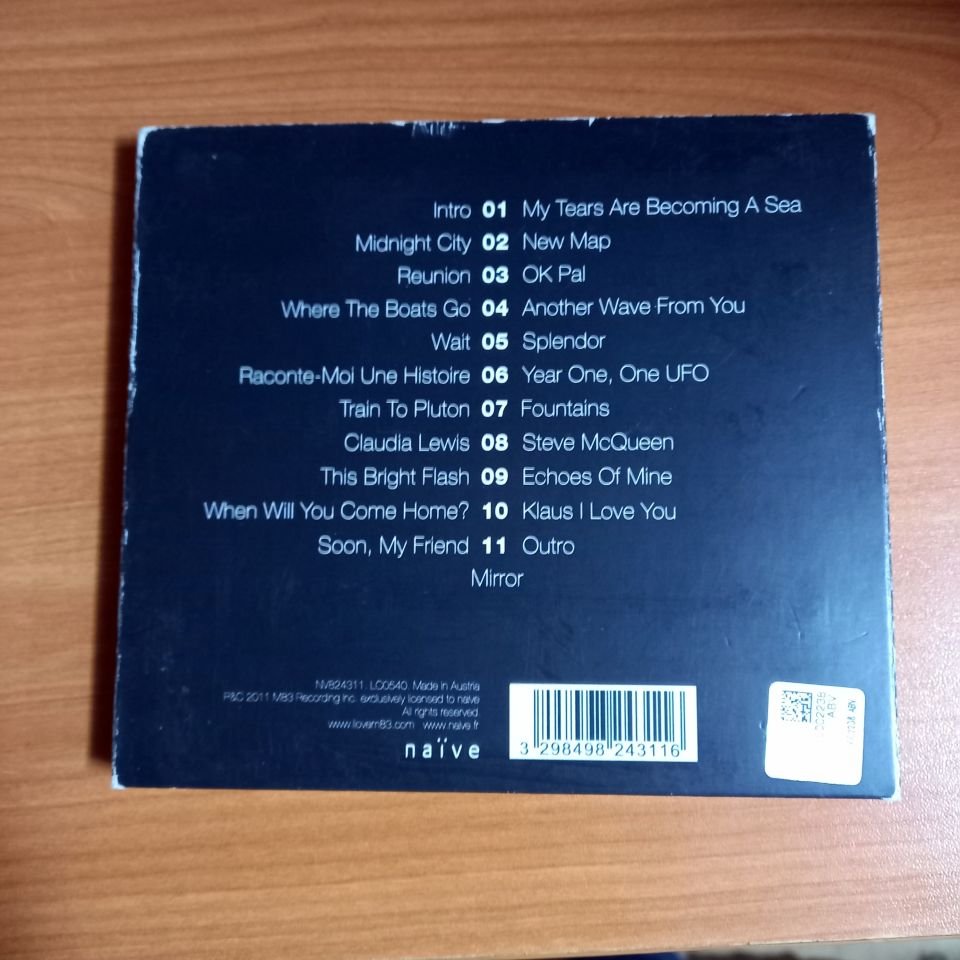 Intro 01 My Tears Are Becoming A Sea
Midnight City 02 New Map
Reunion 03 OK Pal
Where The Boats Go 04 Another Wave From You
Wait 05 Splendor
Raconte-Moi Une Histoire 06 Year One, One UFO
Train To Pluton 07 Fountains
Claudia Lewis 08 Steve McQueen
This Bright Flash 09 Echoes Of Mine
When Will You Come Home? 10 Klaus I Love You
Soon, My Friend 11 Outro
Mirror
NV824311. LC0540. Made in Austria
P&C 2011 M83 Recording Inc. exclusively licensed to naïve
All rights reserved.
www.ilovem83.com www.naive.fr
naïve
3 298498 243116
ABV